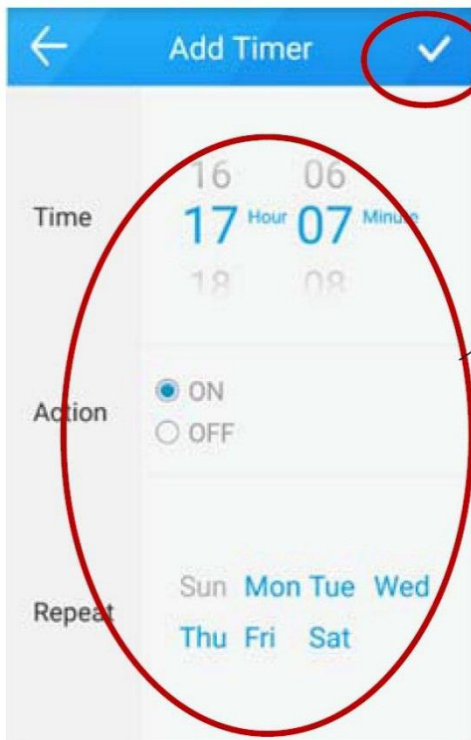 Add Timer
16 06
Time
17 Hour 07 Minute
18 08
ON
Action
OFF
Sun Mon Tue Wed
Repeat
Thu Fri Sat